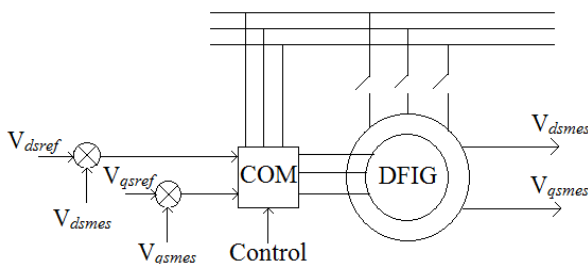 V_dsmes
V_dsref
COM
DFIG
V_qsref
V_qsmes
V_dsmes
V_qsmes
Control